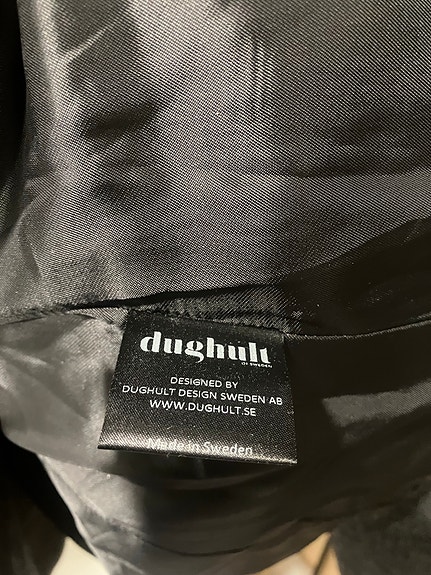 dughult
OF SWEDEN
DESIGNED BY
DUGHULT DESIGN SWEDEN AB
WWW.DUGHULT.SE
Made in Sweden